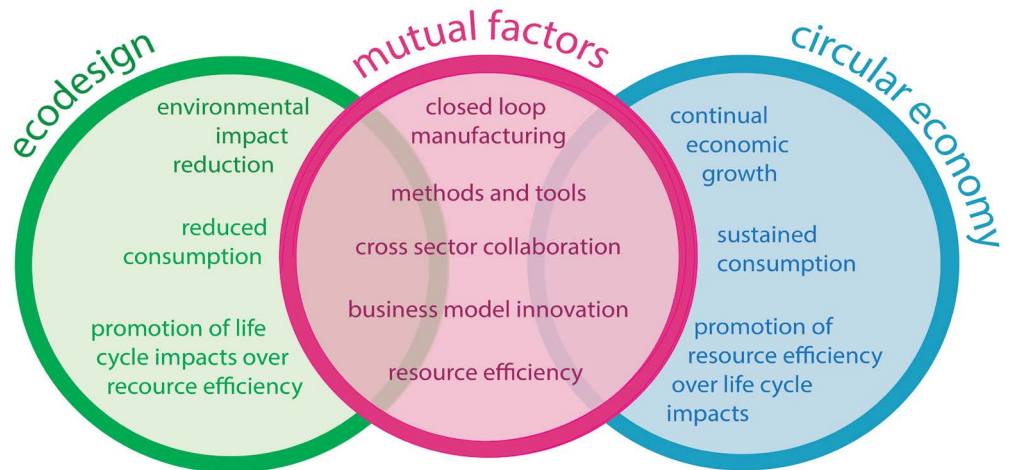 ecodesign
environmental
impact
reduction
reduced
consumption
promotion of life
cycle impacts over
recource efficiency
mutual factors
closed loop
manufacturing
methods and tools
cross sector collaboration
business model innovation
resource efficiency
circular economy
continual
economic
growth
sustained
consumption
promotion of
resource efficiency
over life cycle
impacts